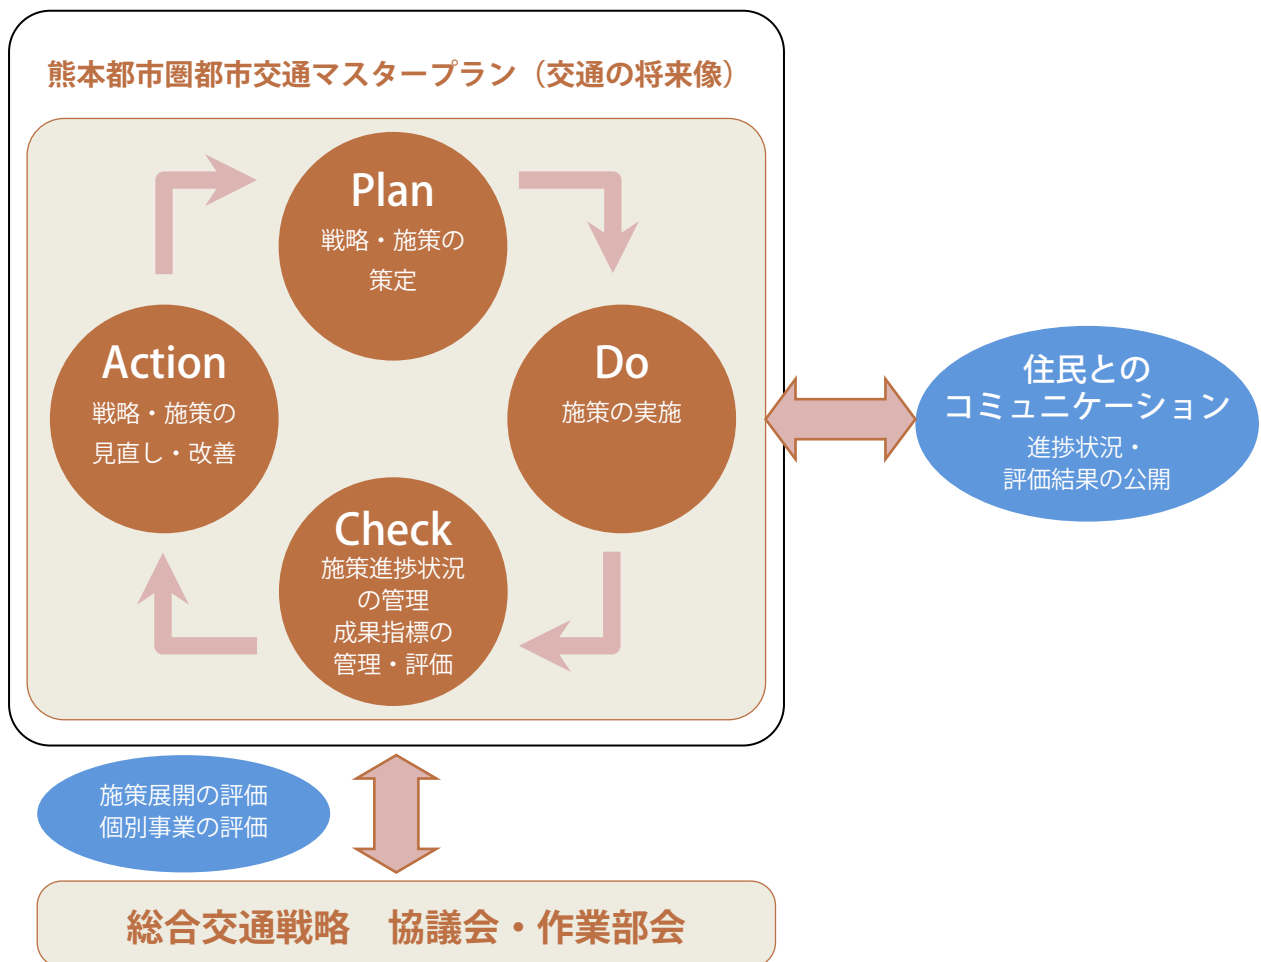 熊本都市圏都市交通マスタープラン（交通の将来像）
Plan
戦略・施策の
策定
Action
戦略・施策の
見直し・改善
Do
施策の実施
Check
施策進捗状況
の管理
成果指標の
管理・評価
住民との
コミュニケーション
進捗状況・
評価結果の公開
施策展開の評価
個別事業の評価
総合交通戦略　協議会・作業部会